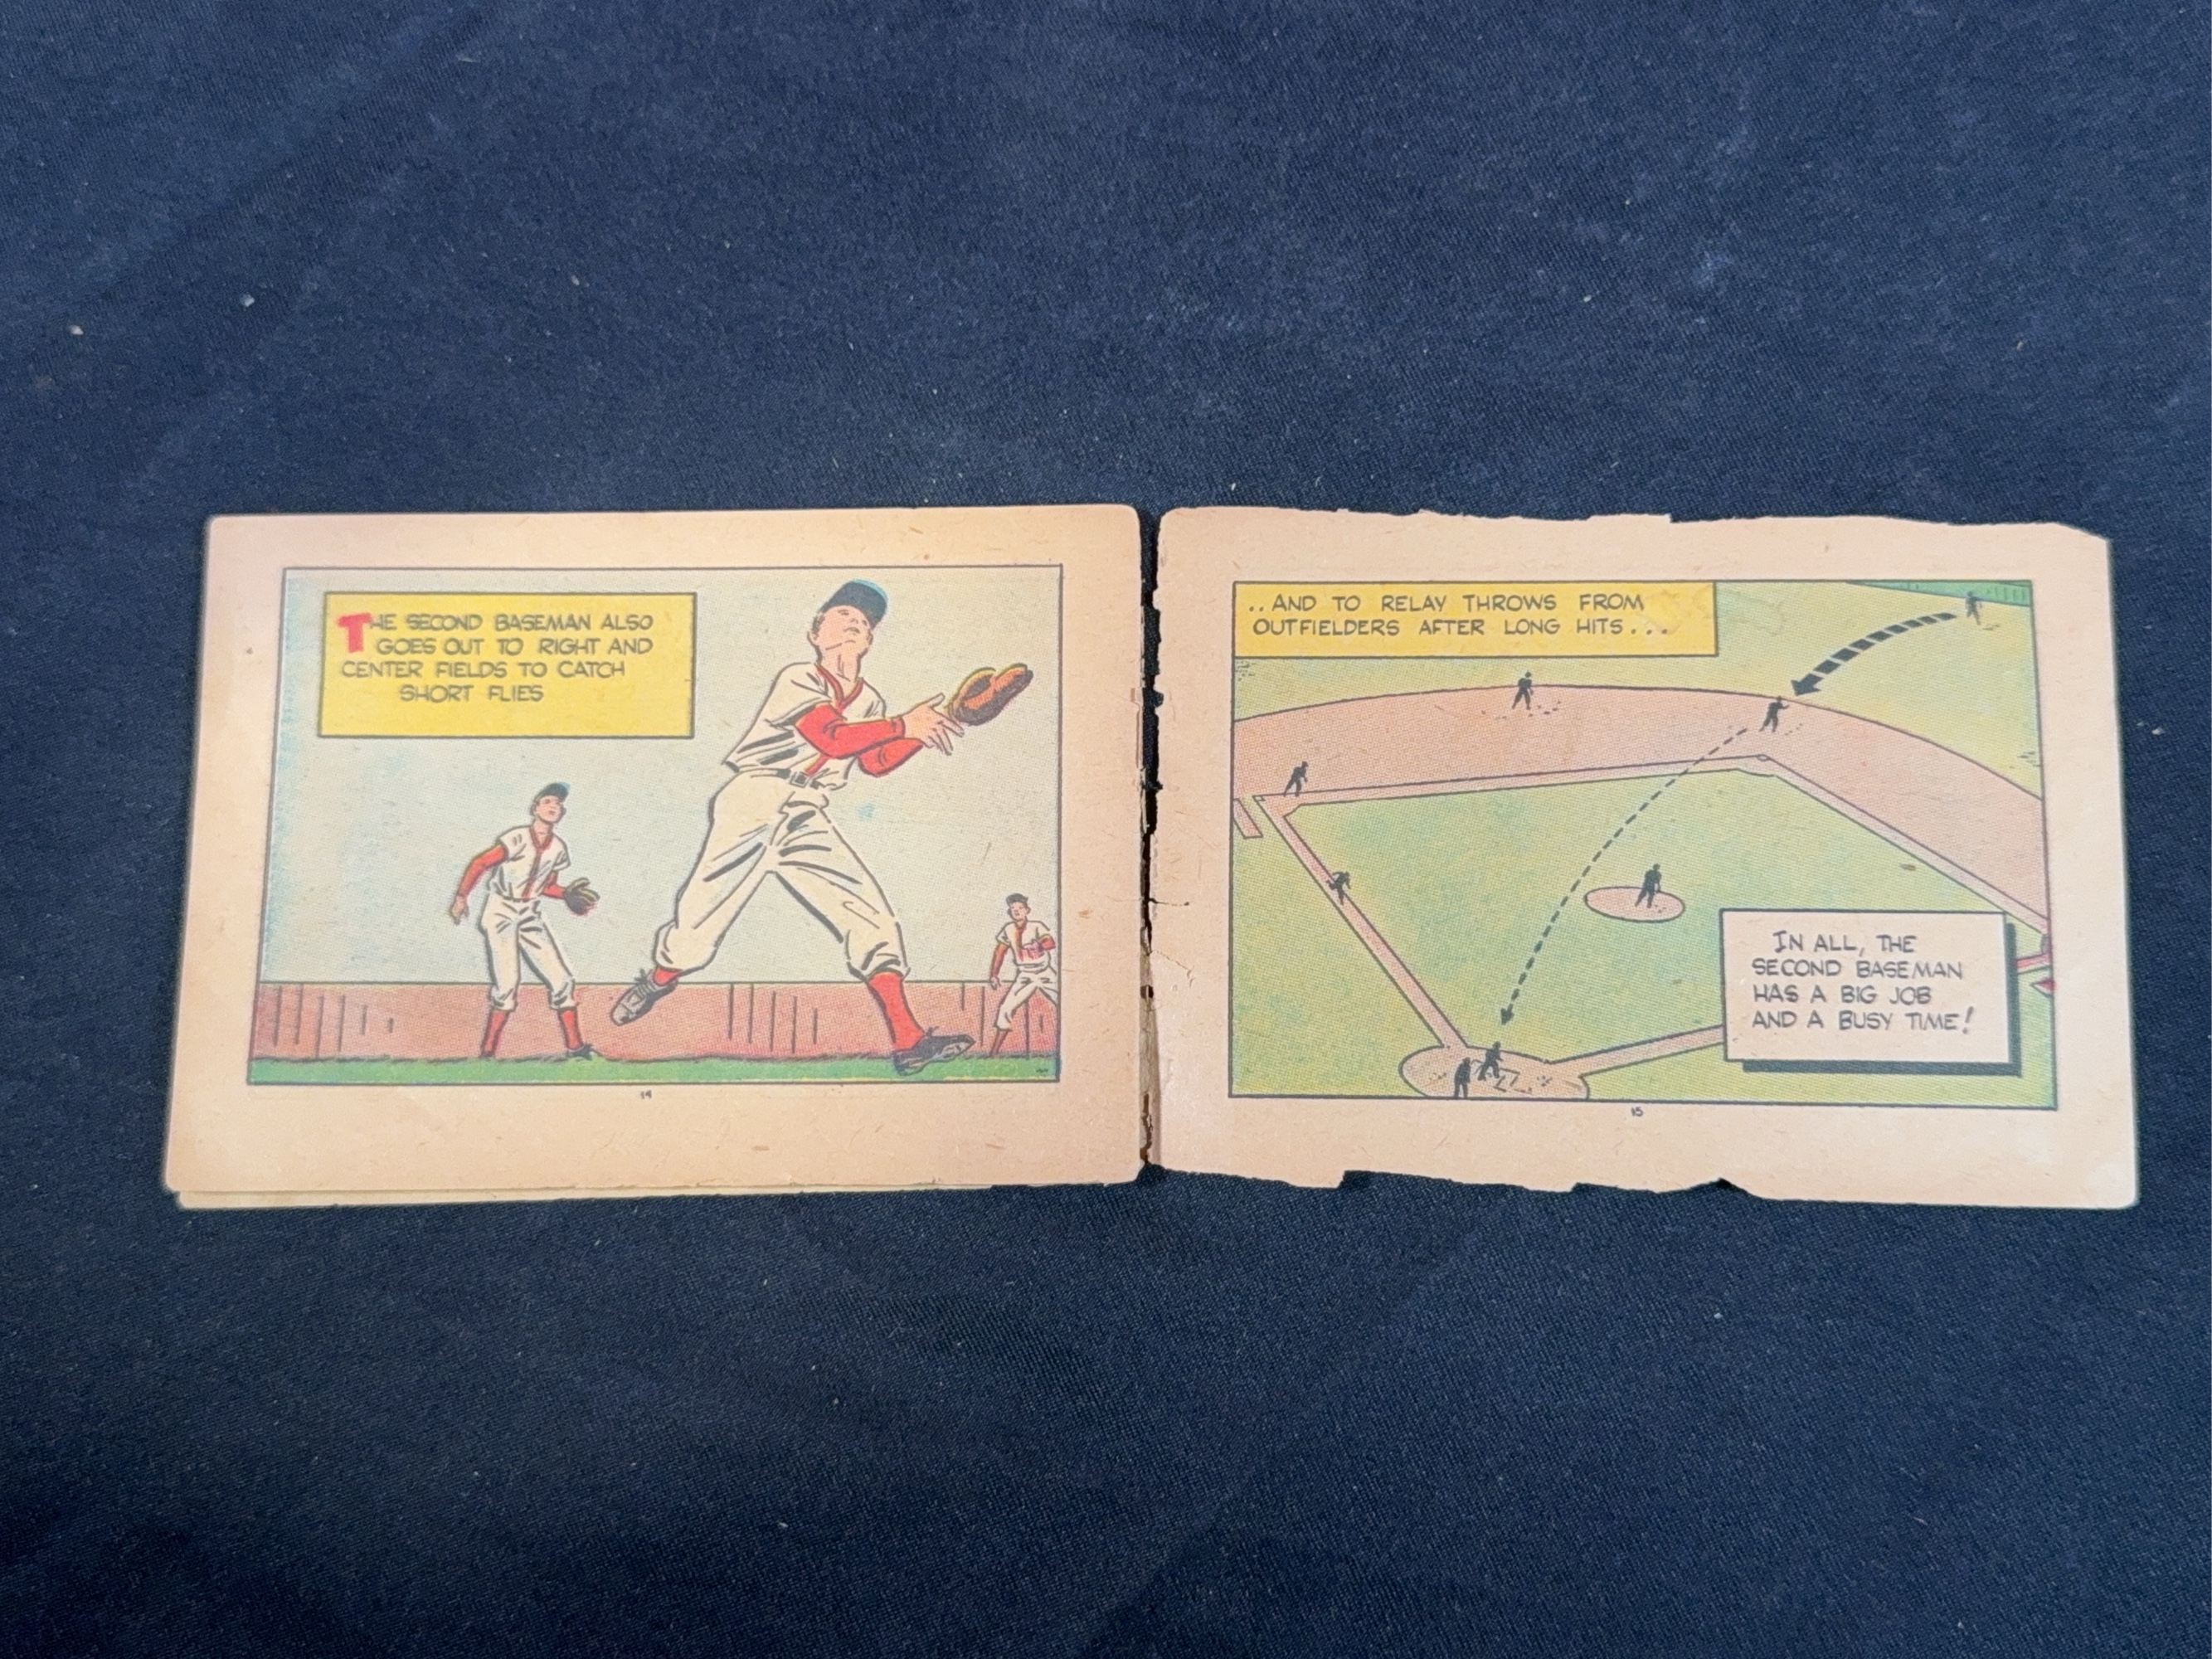 THE SECOND BASEMAN ALSO
GOES OUT TO RIGHT AND
CENTER FIELDS TO CATCH
SHORT FLIES
14
..AND TO RELAY THROWS FROM
OUTFIELDERS AFTER LONG HITS...
IN ALL, THE
SECOND BASEMAN
HAS A BIG JOB
AND A BUSY TIME!
15